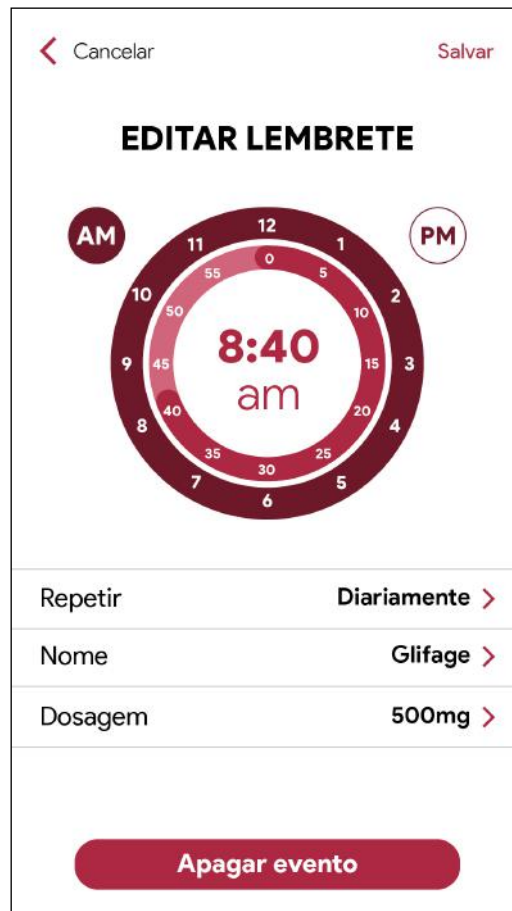 Cancelar
Salvar
EDITAR LEMBRETE
AM
PM
12
1
2
3
4
5
6
7
8
9
10
11
0
5
10
15
20
25
30
35
40
45
50
55
8:40
am
Repetir Diariamente
Nome Glifage
Dosagem 500mg
Apagar evento